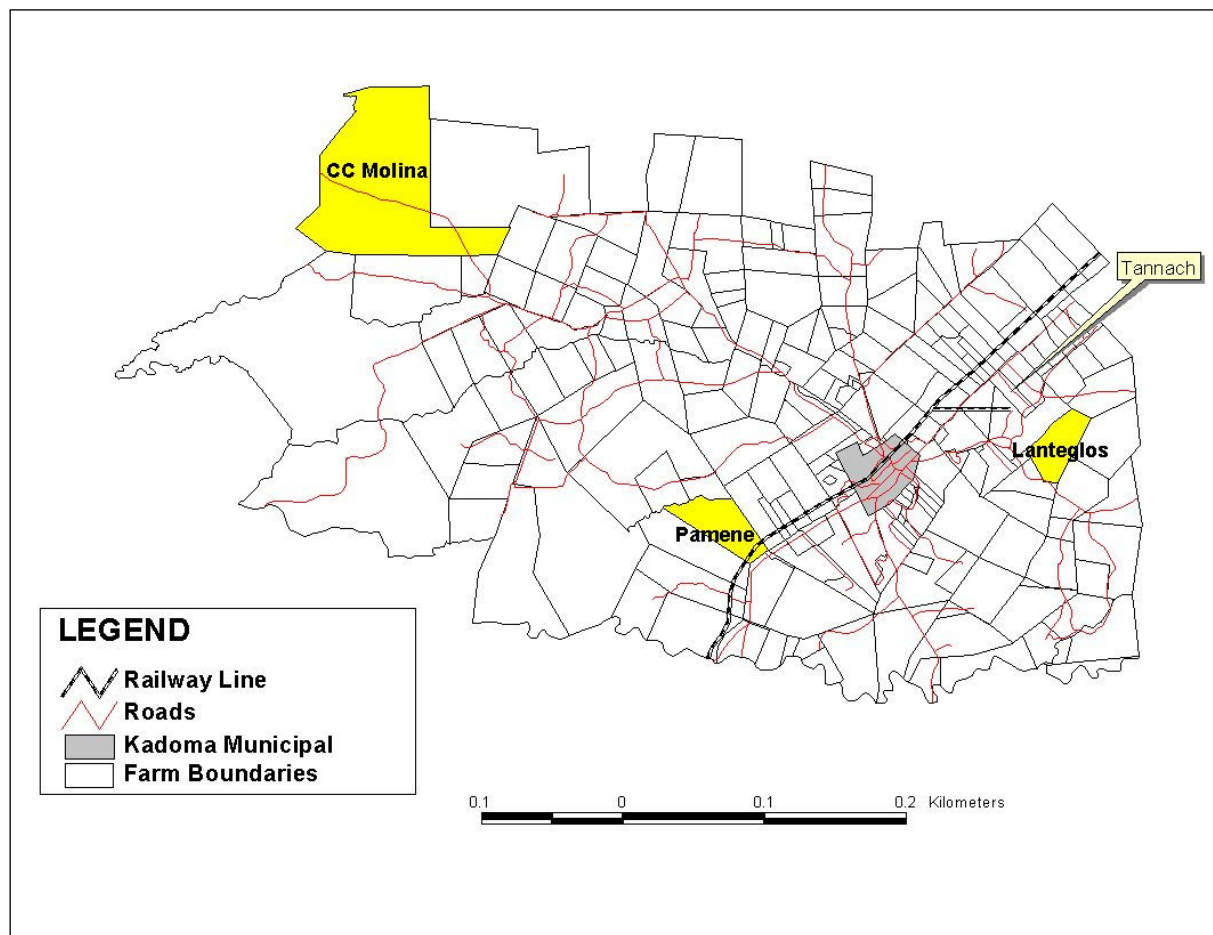 CC Molina
Tannach
Lanteglos
Pamene
LEGEND
Railway Line
Roads
Kadoma Municipal
Farm Boundaries
0.1 0 0.1 0.2 Kilometers